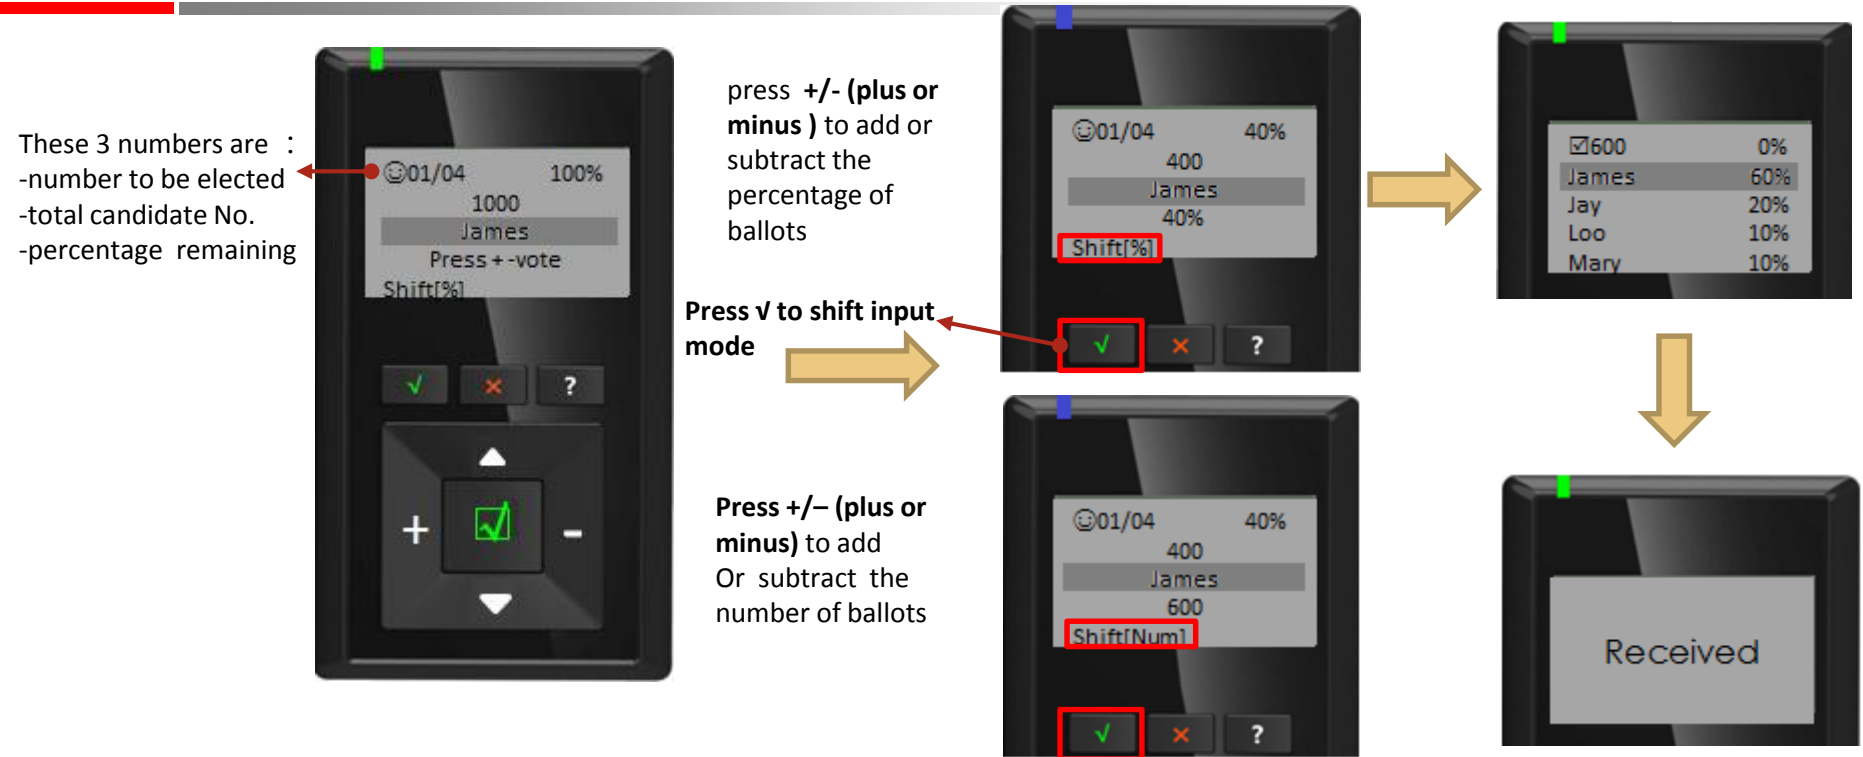 These 3 numbers are ：
-number to be elected
-total candidate No.
-percentage remaining
☺01/04 100%
1000
James
Press + -vote
Shift[%]
√ × ?
+ -
press +/- (plus or
minus ) to add or
subtract the
percentage of
ballots
Press √ to shift input
mode
Press +/– (plus or
minus) to add
Or subtract the
number of ballots
☺01/04 40%
400
James
40%
Shift[%]
√ × ?
☺01/04 40%
400
James
600
Shift[Num]
√ × ?
☑600 0%
James 60%
Jay 20%
Loo 10%
Mary 10%
Received